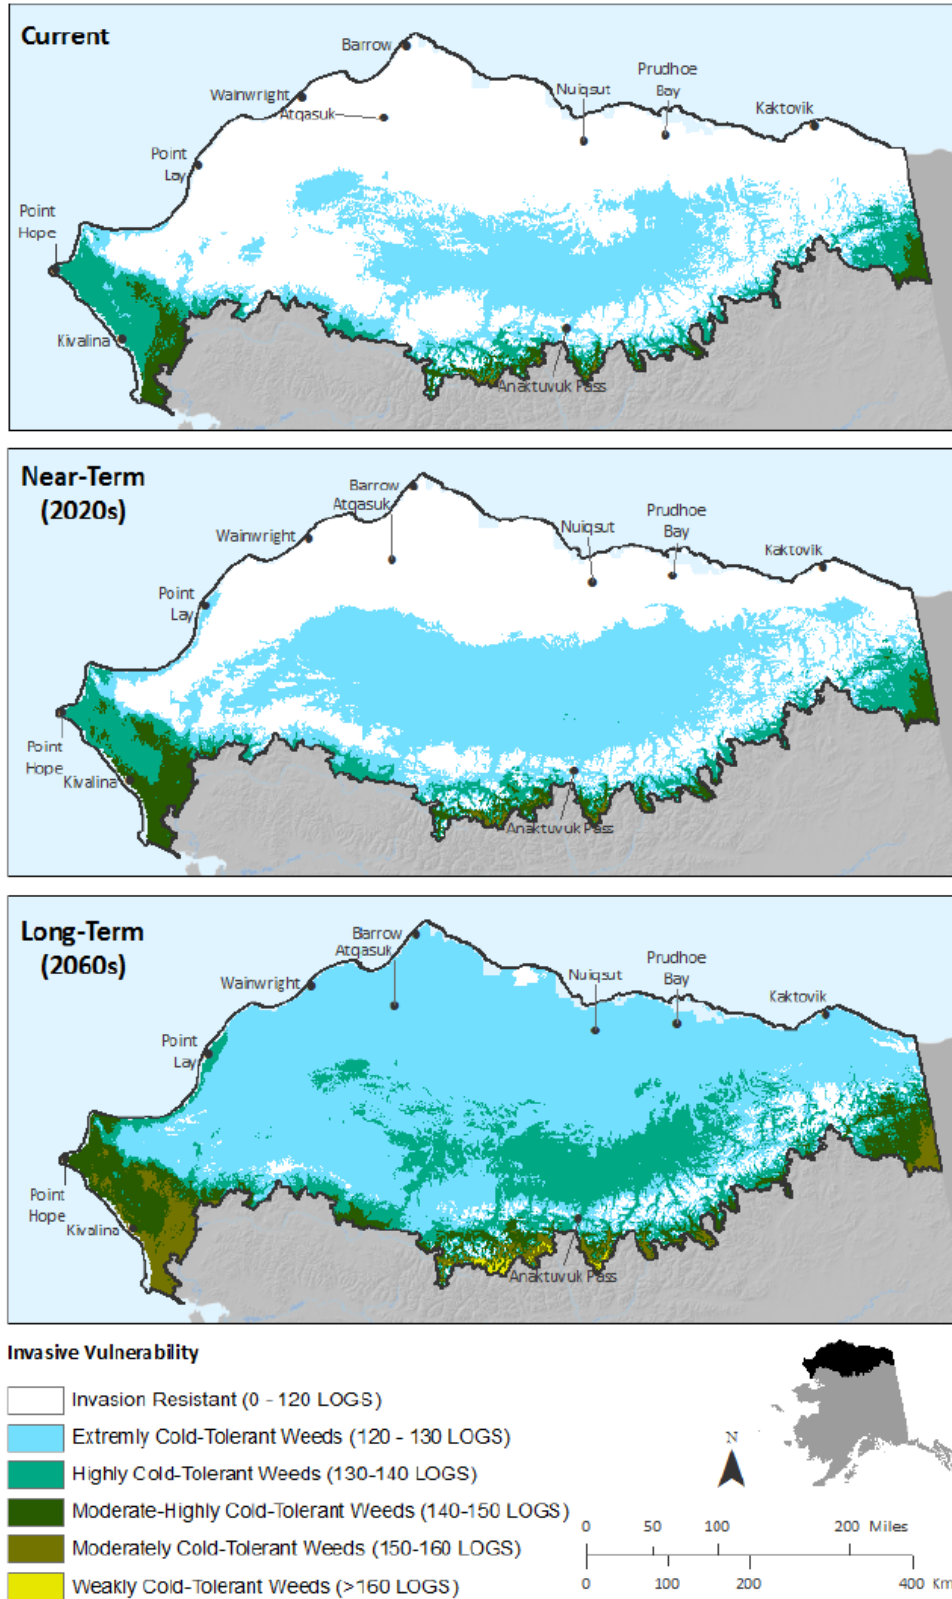 Current
Barrow
Wainwright
Atqasuk
Nuiqsut
Prudhoe
Bay
Kaktovik
Point
Lay
Point
Hope
Kivalina
Anaktuvuk Pass
Near-Term
(2020s)
Barrow
Atqasuk
Wainwright
Nuiqsut
Prudhoe
Bay
Kaktovik
Point
Lay
Point
Hope
Kivalina
Anaktuvuk Pass
Long-Term
(2060s)
Barrow
Atqasuk
Wainwright
Nuiqsut
Prudhoe
Bay
Kaktovik
Point
Lay
Point
Hope
Kivalina
Anaktuvuk Pass
Invasive Vulnerability
Invasion Resistant (0 - 120 LOGS)
Extremly Cold-Tolerant Weeds (120 - 130 LOGS)
Highly Cold-Tolerant Weeds (130-140 LOGS)
Moderate-Highly Cold-Tolerant Weeds (140-150 LOGS)
Moderately Cold-Tolerant Weeds (150-160 LOGS)
Weakly Cold-Tolerant Weeds (>160 LOGS)
N
0 50 100 200 Miles
0 100 200 400 Km